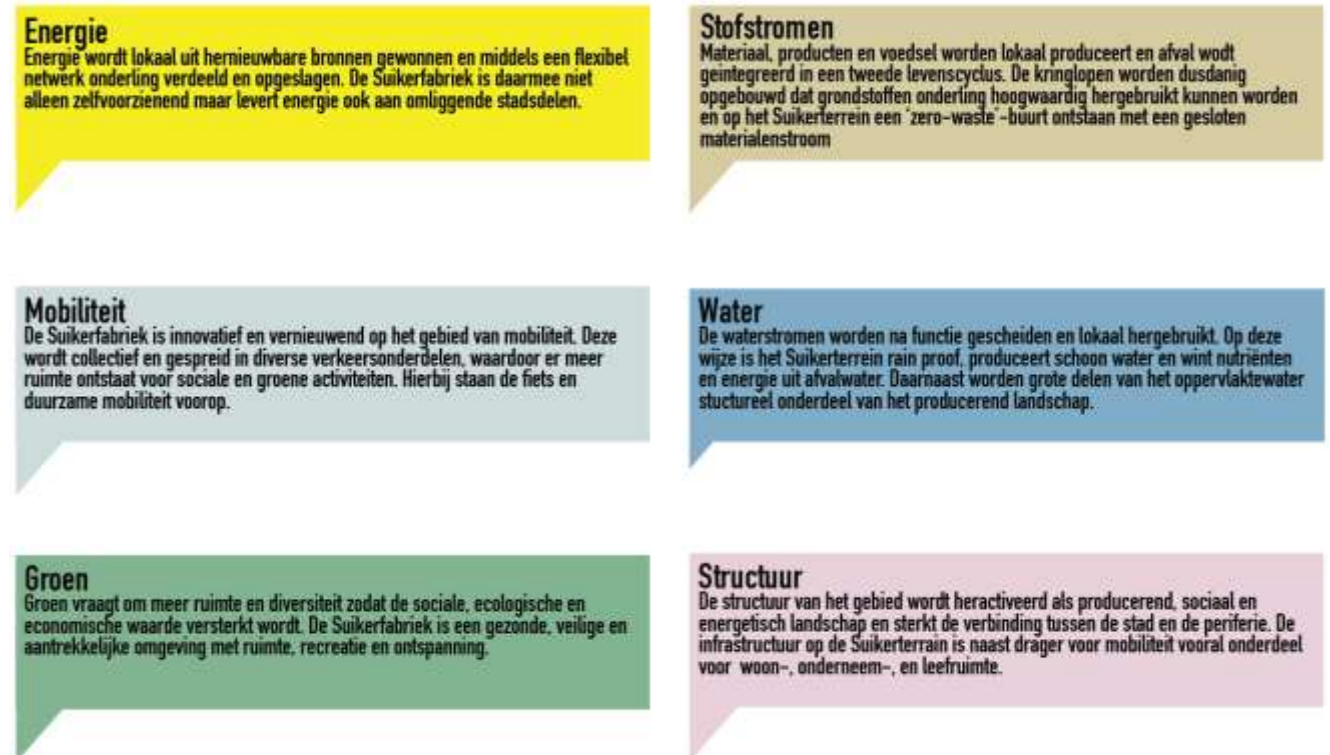 Energie
Energie wordt lokaal uit hernieuwbare bronnen gewonnen en middels een flexibel
netwerk onderling verdeeld en opgeslagen. De Suikerfabriek is daarmee niet
alleen zelfvoorzienend maar levert energie ook aan omliggende stadsdelen.
Stofstromen
Materiaal, producten en voedsel worden lokaal produceert en afval wodt
geintegreerd in een tweede levenscyclus. De kringlopen worden dusdanig
opgebouwd dat grondstoffen onderling hoogwaardig hergebruikt kunnen worden
en op het Suikerterrein een 'zero-waste'-buurt ontstaan met een gesloten
materialenstroom
Mobiliteit
De Suikerfabriek is innovatief en vernieuwend op het gebied van mobiliteit. Deze
wordt collectief en gespreid in diverse verkeersonderdelen, waardoor er meer
ruimte ontstaat voor sociale en groene activiteiten. Hierbij staan de fiets en
duurzame mobiliteit voorop.
Water
De waterstromen worden na functie gescheiden en lokaal hergebruikt. Op deze
wijze is het Suikerterrein rain proof, produceert schoon water en wint nutriënten
en energie uit afvalwater. Daarnaast worden grote delen van het oppervlaktewater
stuctureel onderdeel van het producerend landschap.
Groen
Groen vraagt om meer ruimte en diversiteit zodat de sociale, ecologische en
economische waarde versterkt wordt. De Suikerfabriek is een gezonde, veilige en
aantrekkelijke omgeving met ruimte, recreatie en ontspanning.
Structuur
De structuur van het gebied wordt heractiveerd als producerend, sociaal en
energetisch landschap en sterkt de verbinding tussen de stad en de periferie. De
infrastructuur op de Suikerterrain is naast drager voor mobiliteit vooral onderdeel
voor woon-, onderneem-, en leefruimte.